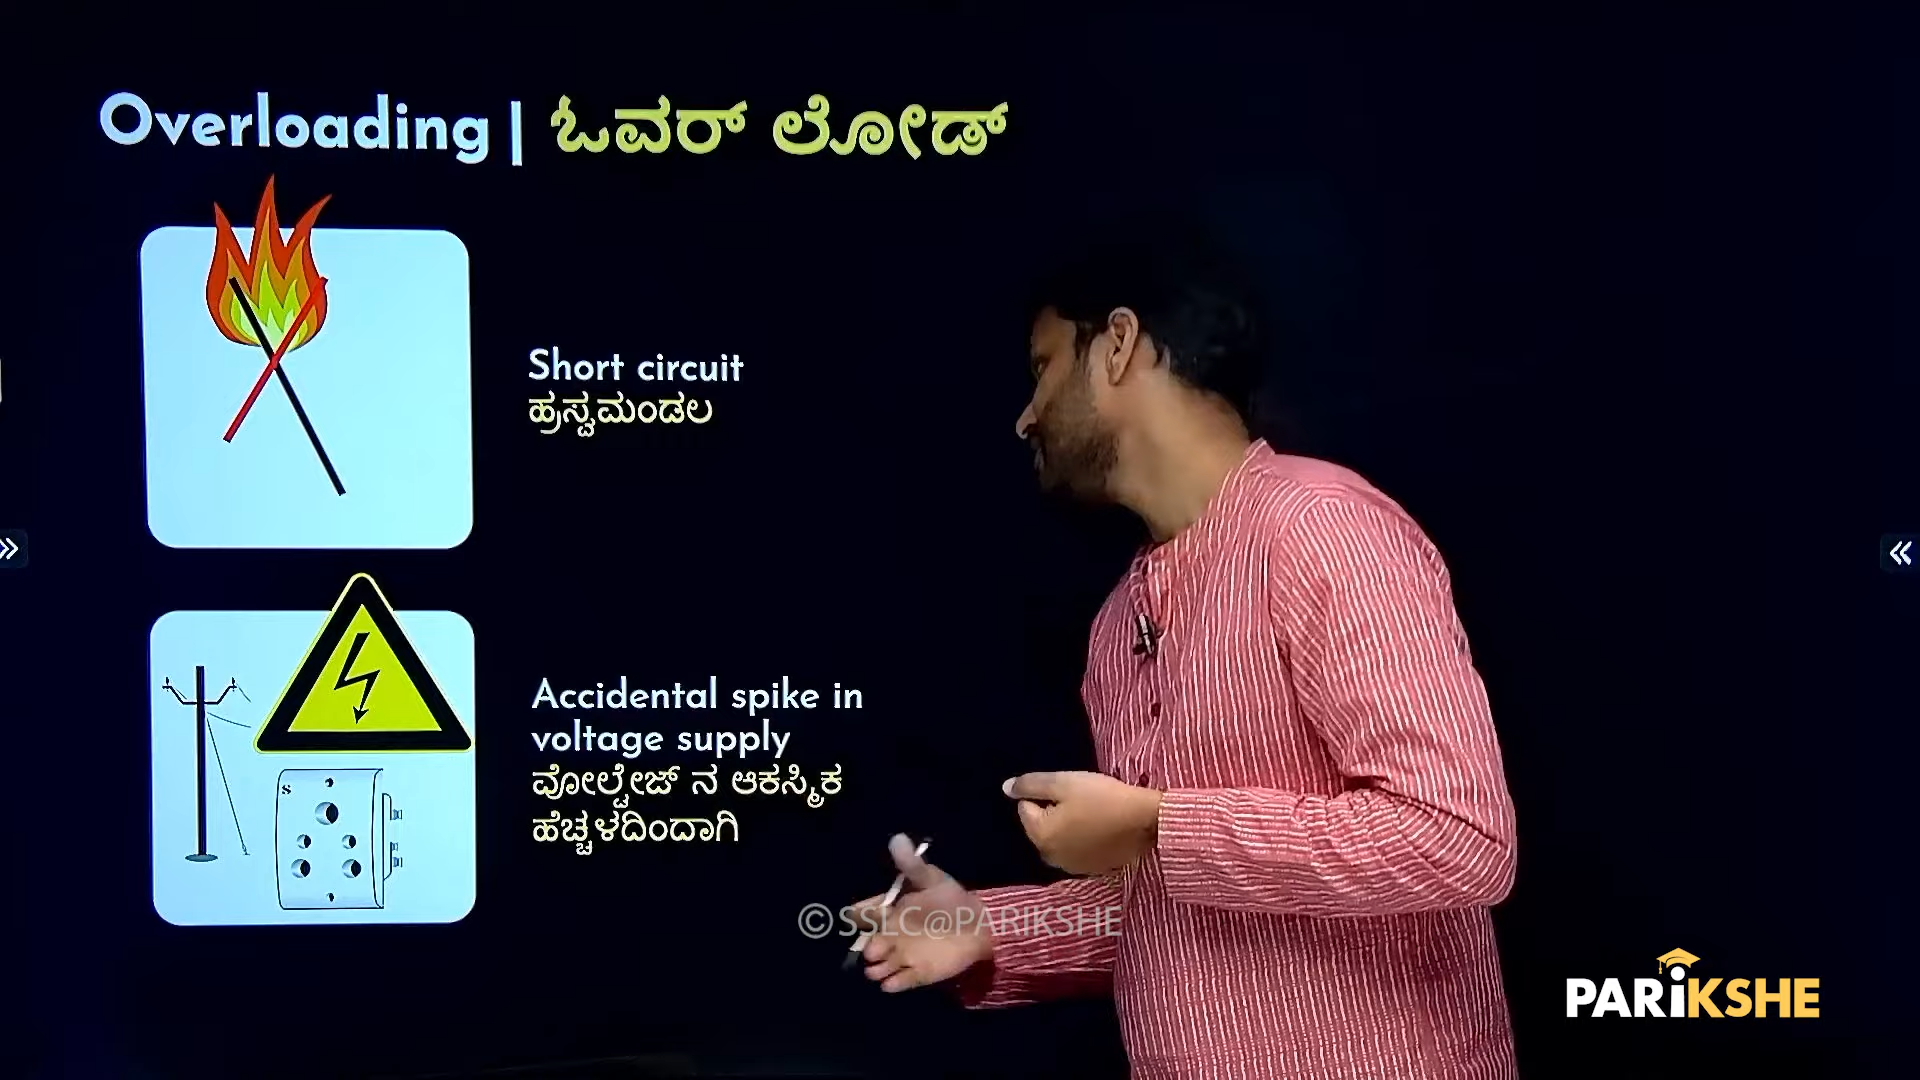 Overloading | ಓವರ್ ಲೋಡ್
Short circuit
ಹ್ರಸ್ವಮಂಡಲ
Accidental spike in
voltage supply
ವೋಲ್ಟೇಜ್ ನ ಆಕಸ್ಮಿಕ
ಹೆಚ್ಚಳದಿಂದಾಗಿ
S
©SSLC@PARIKSHE
PARiKSHE